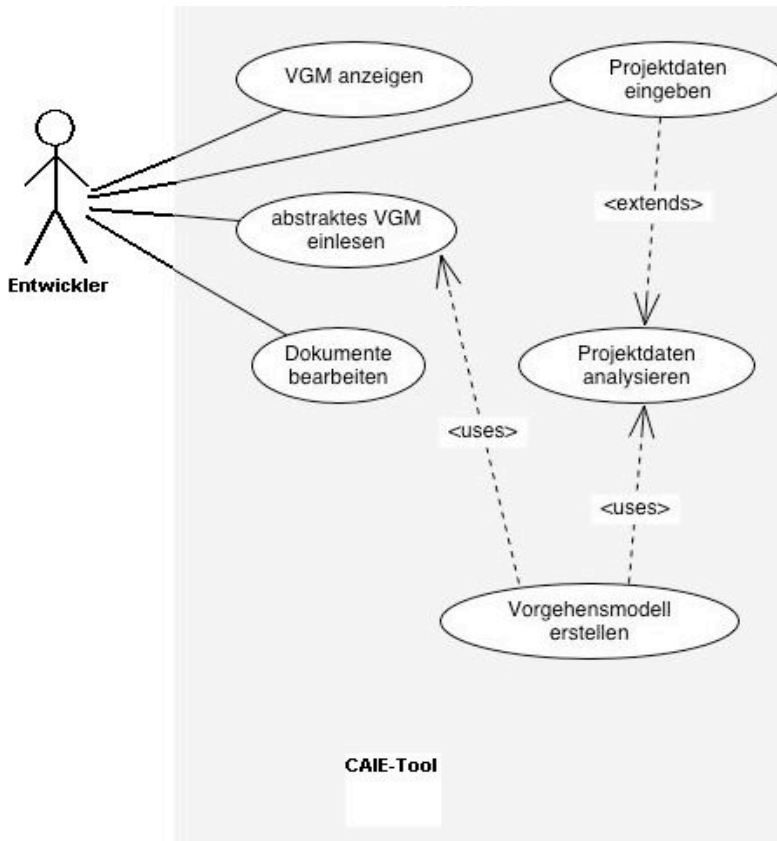 VGM anzeigen
Projektdaten
eingeben
abstraktes VGM
einlesen
<extends>
Entwickler
Dokumente
bearbeiten
Projektdaten
analysieren
<uses>
<uses>
Vorgehensmodell
erstellen
CAIE-Tool